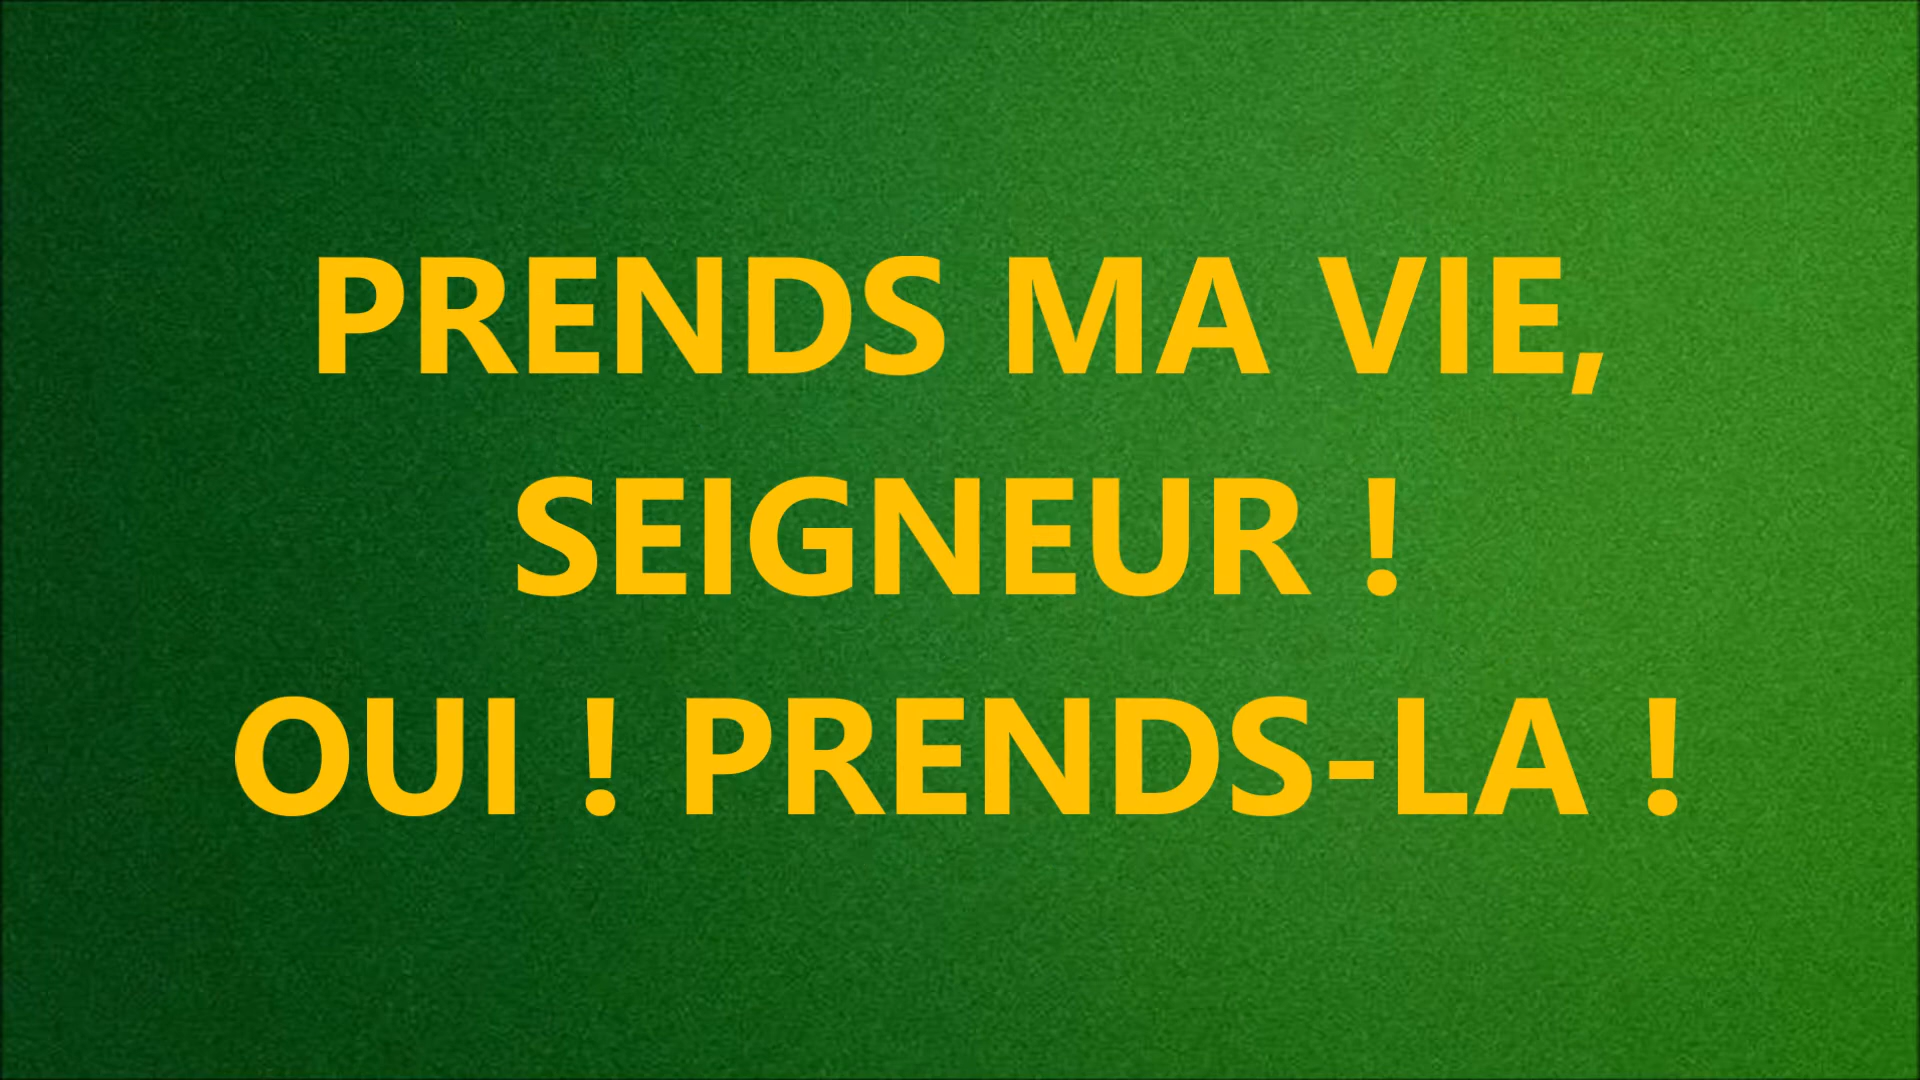 PRENDS MA VIE,
SEIGNEUR !
OUI ! PRENDS-LA !